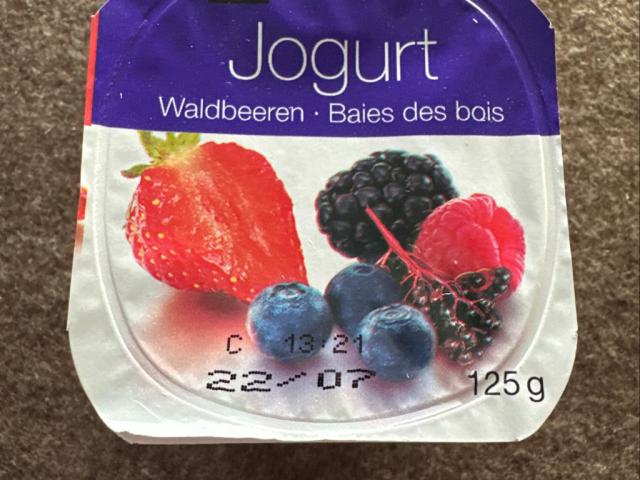 Jogurt
Waldbeeren · Baies des bois
C 13:21
22/07
125 g